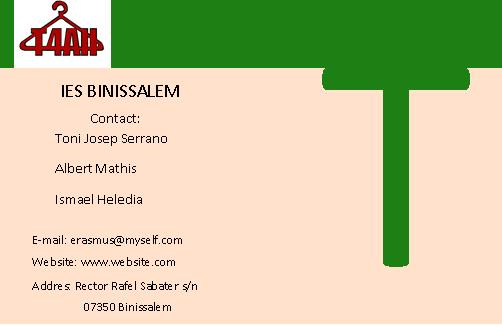 T4AH
IES BINISSALEM
Contact:
Toni Josep Serrano
Albert Mathis
Ismael Heledia
E-mail: erasmus@myself.com
Website: www.website.com
Addres: Rector Rafel Sabater s/n
07350 Binissalem